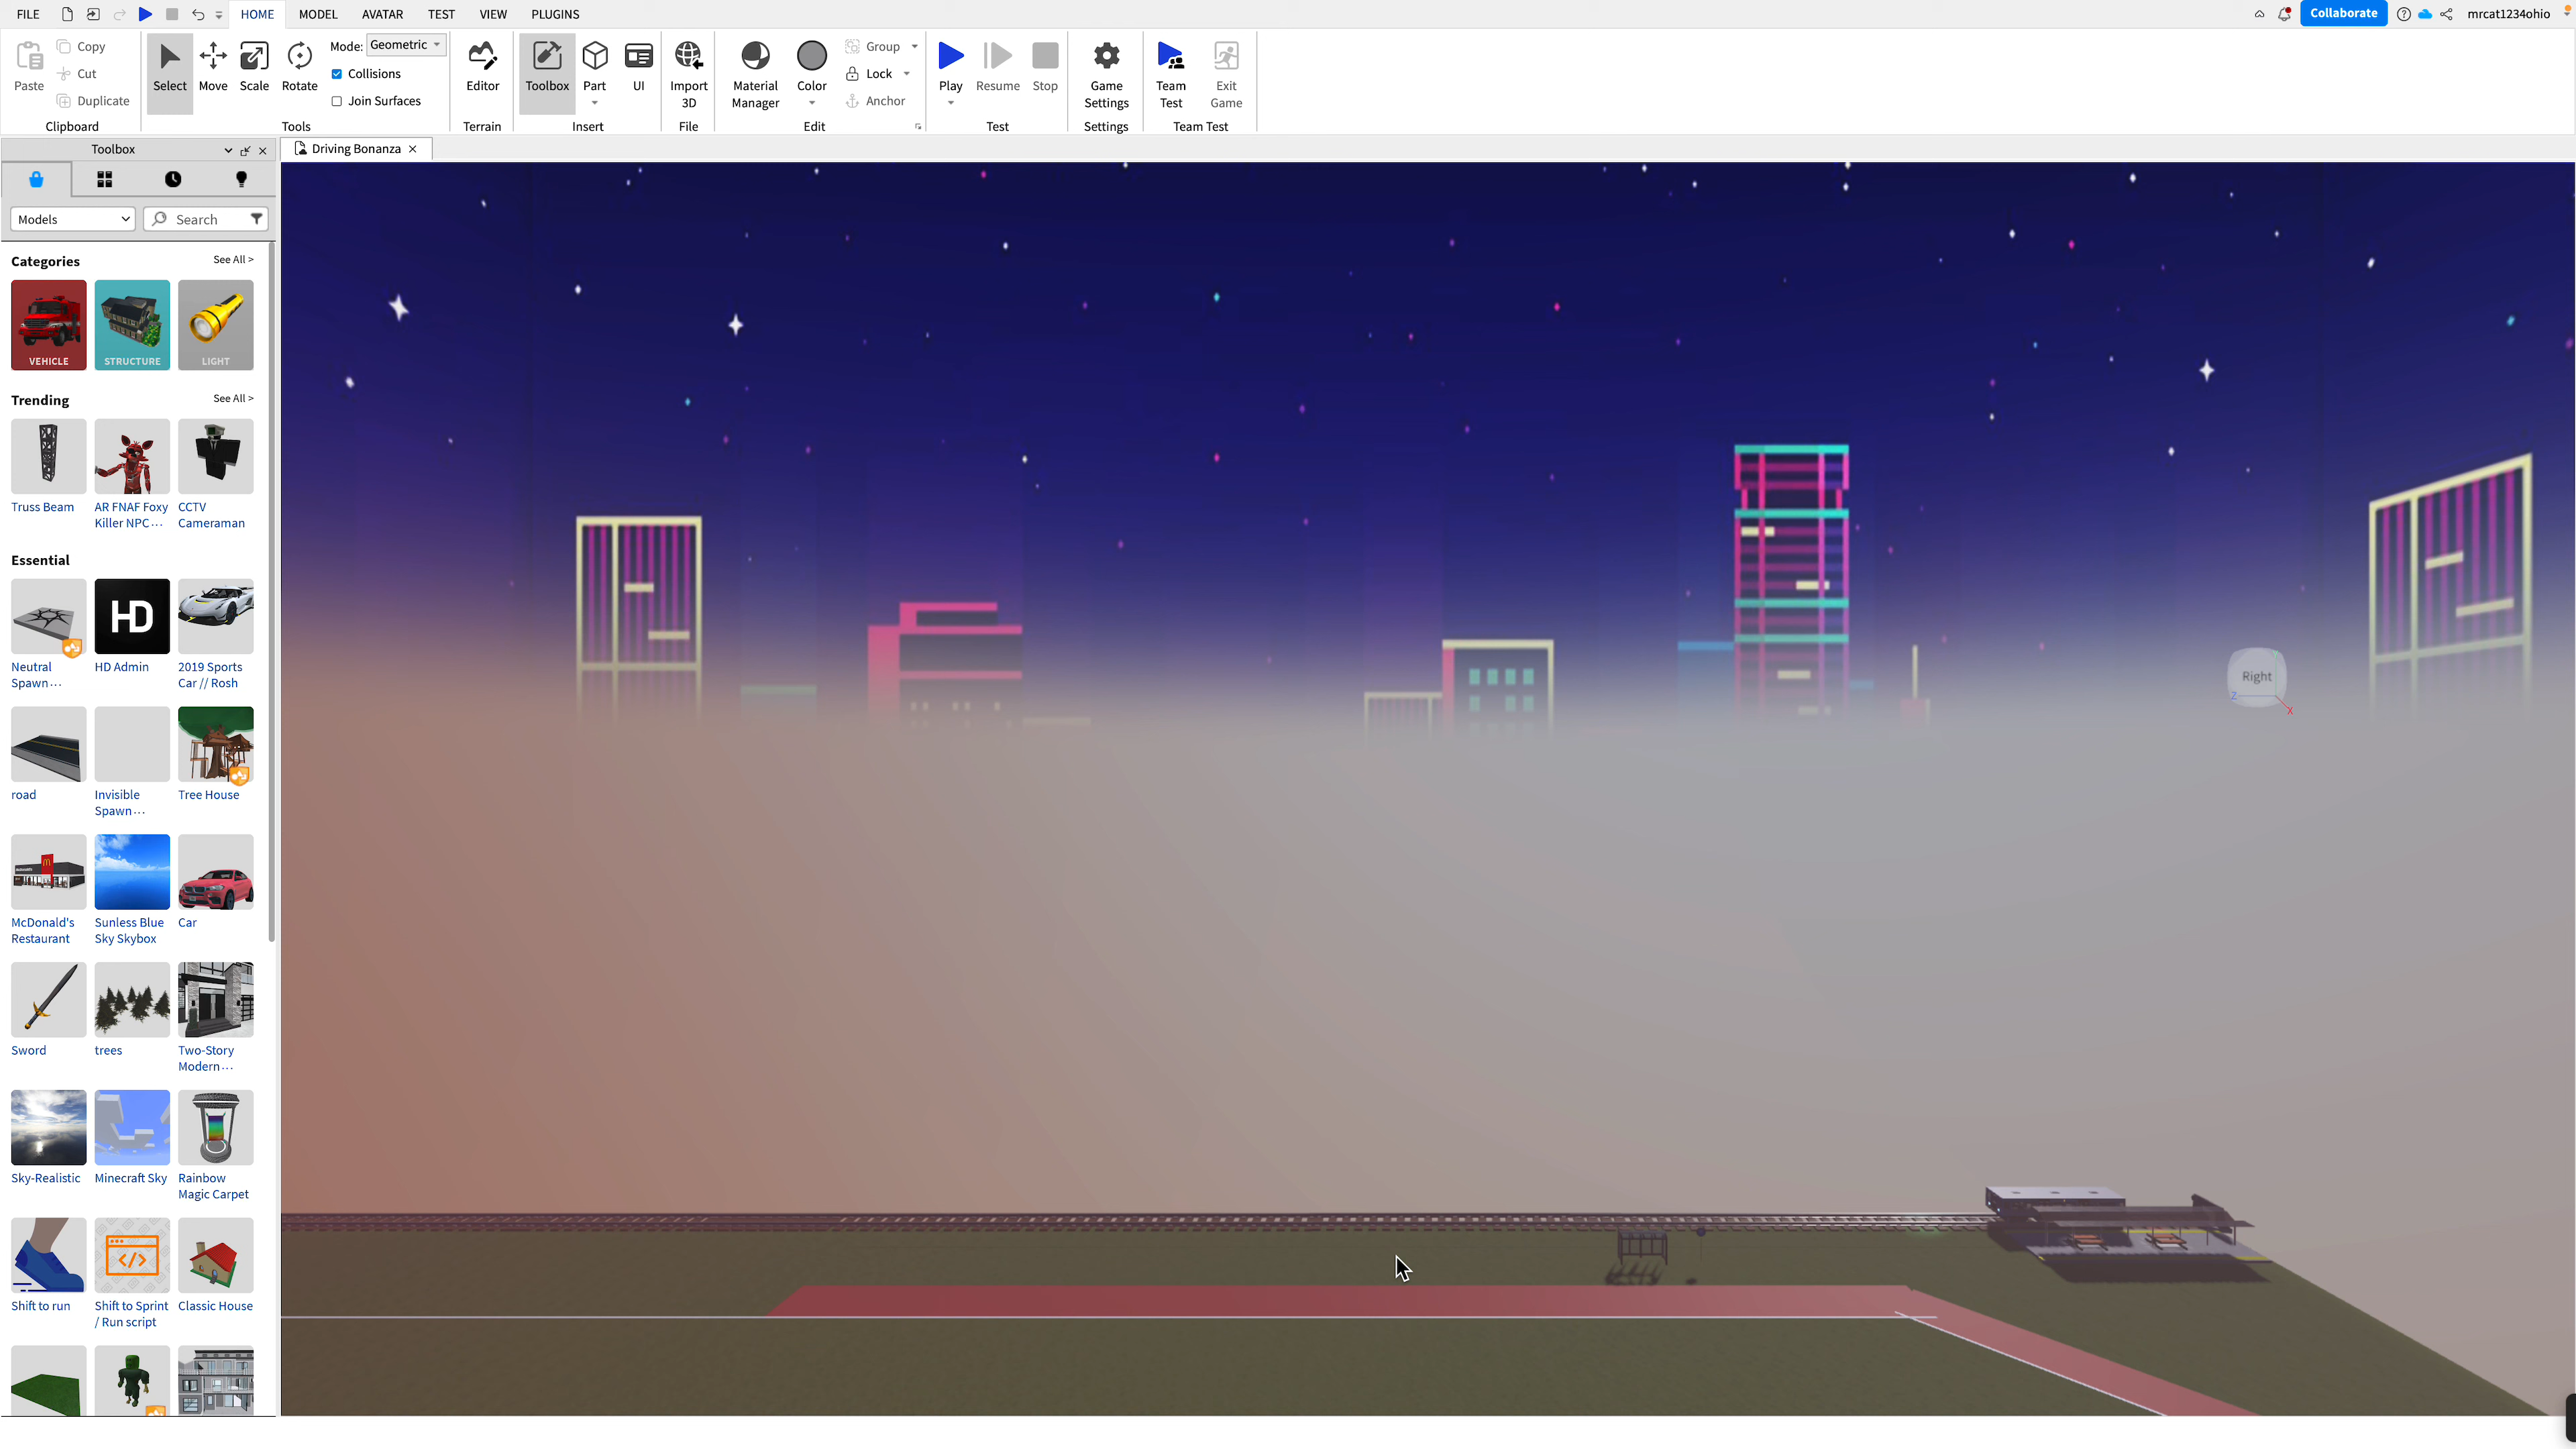 FILE HOME MODEL AVATAR TEST VIEW PLUGINS Collaborate mrcat1234ohio
Paste Copy Cut Duplicate Clipboard
Select Move Scale Rotate Mode: Geometric
Collisions
Join Surfaces
Tools
Editor
Terrain
Toolbox Part UI
Insert
Import
3D
File
Material
Manager
Color
Group
Lock
Anchor
Edit
Play Resume Stop
Test
Game
Settings
Settings
Team
Test
Exit
Game
Team Test
Toolbox
Driving Bonanza
Models
Search
Categories See All >
VEHICLE STRUCTURE LIGHT
Trending See All >
Truss Beam
AR FNAF Foxy
Killer NPC...
CCTV
Cameraman
Essential
HD
Neutral
Spawn...
HD Admin
2019 Sports
Car // Rosh
road
Invisible
Spawn...
Tree House
McDonald's
Restaurant
Sunless Blue
Sky Skybox
Car
Sword
trees
Two-Story
Modern...
Sky-Realistic
Minecraft Sky
Rainbow
Magic Carpet
Shift to run
Shift to Sprint
/ Run script
Classic House
Right
Z
X